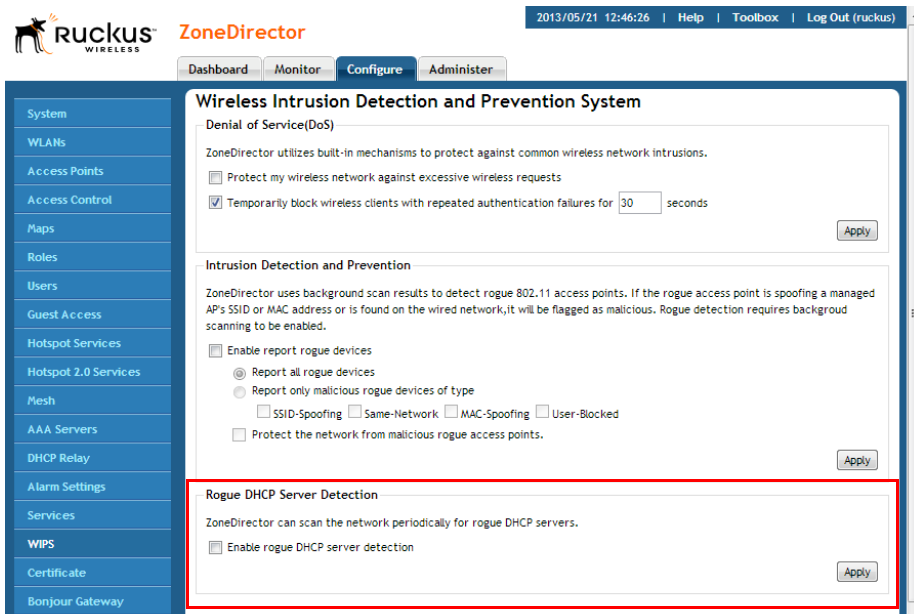 2013/05/21 12:46:26 | Help | Toolbox | Log Out (ruckus)
Ruckus
WIRELESS
ZoneDirector
Dashboard
Monitor
Configure
Administer
System
WLANs
Access Points
Access Control
Maps
Roles
Users
Guest Access
Hotspot Services
Hotspot 2.0 Services
Mesh
AAA Servers
DHCP Relay
Alarm Settings
Services
WIPS
Certificate
Bonjour Gateway
Wireless Intrusion Detection and Prevention System
Denial of Service(DoS)
ZoneDirector utilizes built-in mechanisms to protect against common wireless network intrusions.
Protect my wireless network against excessive wireless requests
Temporarily block wireless clients with repeated authentication failures for 30 seconds
Apply
Intrusion Detection and Prevention
ZoneDirector uses background scan results to detect rogue 802.11 access points. If the rogue access point is spoofing a managed
AP's SSID or MAC address or is found on the wired network,it will be flagged as malicious. Rogue detection requires backgroud
scanning to be enabled.
Enable report rogue devices
Report all rogue devices
Report only malicious rogue devices of type
SSID-Spoofing Same-Network MAC-Spoofing User-Blocked
Protect the network from malicious rogue access points.
Apply
Rogue DHCP Server Detection
ZoneDirector can scan the network periodically for rogue DHCP servers.
Enable rogue DHCP server detection
Apply